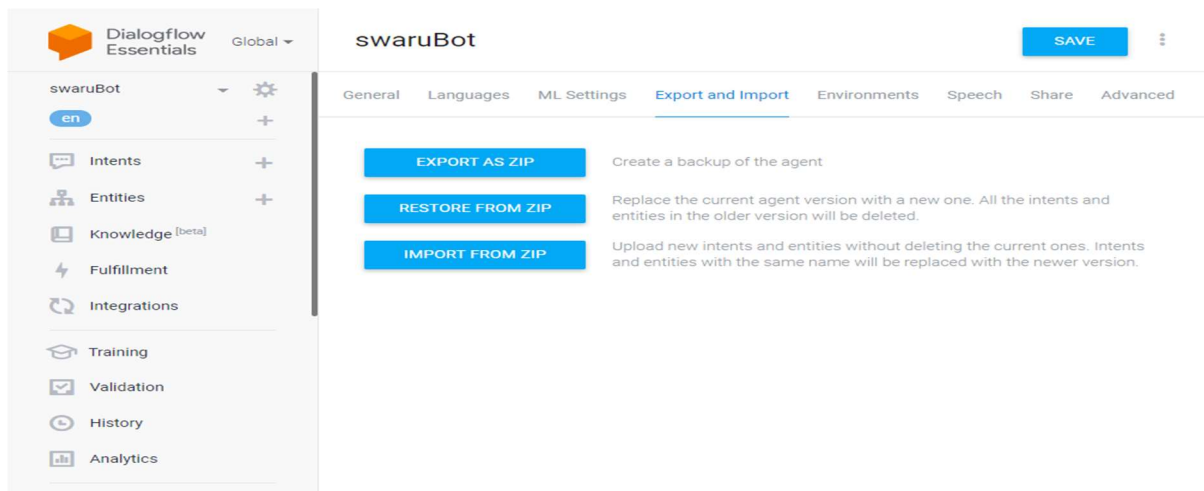 Dialogflow
Essentials
Global
swaruBot
SAVE
swaruBot
en
General Languages ML Settings Export and Import Environments Speech Share Advanced
Intents
Entities
Knowledge [beta]
Fulfillment
Integrations
Training
Validation
History
Analytics
EXPORT AS ZIP
Create a backup of the agent
RESTORE FROM ZIP
Replace the current agent version with a new one. All the intents and
entities in the older version will be deleted.
IMPORT FROM ZIP
Upload new intents and entities without deleting the current ones. Intents
and entities with the same name will be replaced with the newer version.